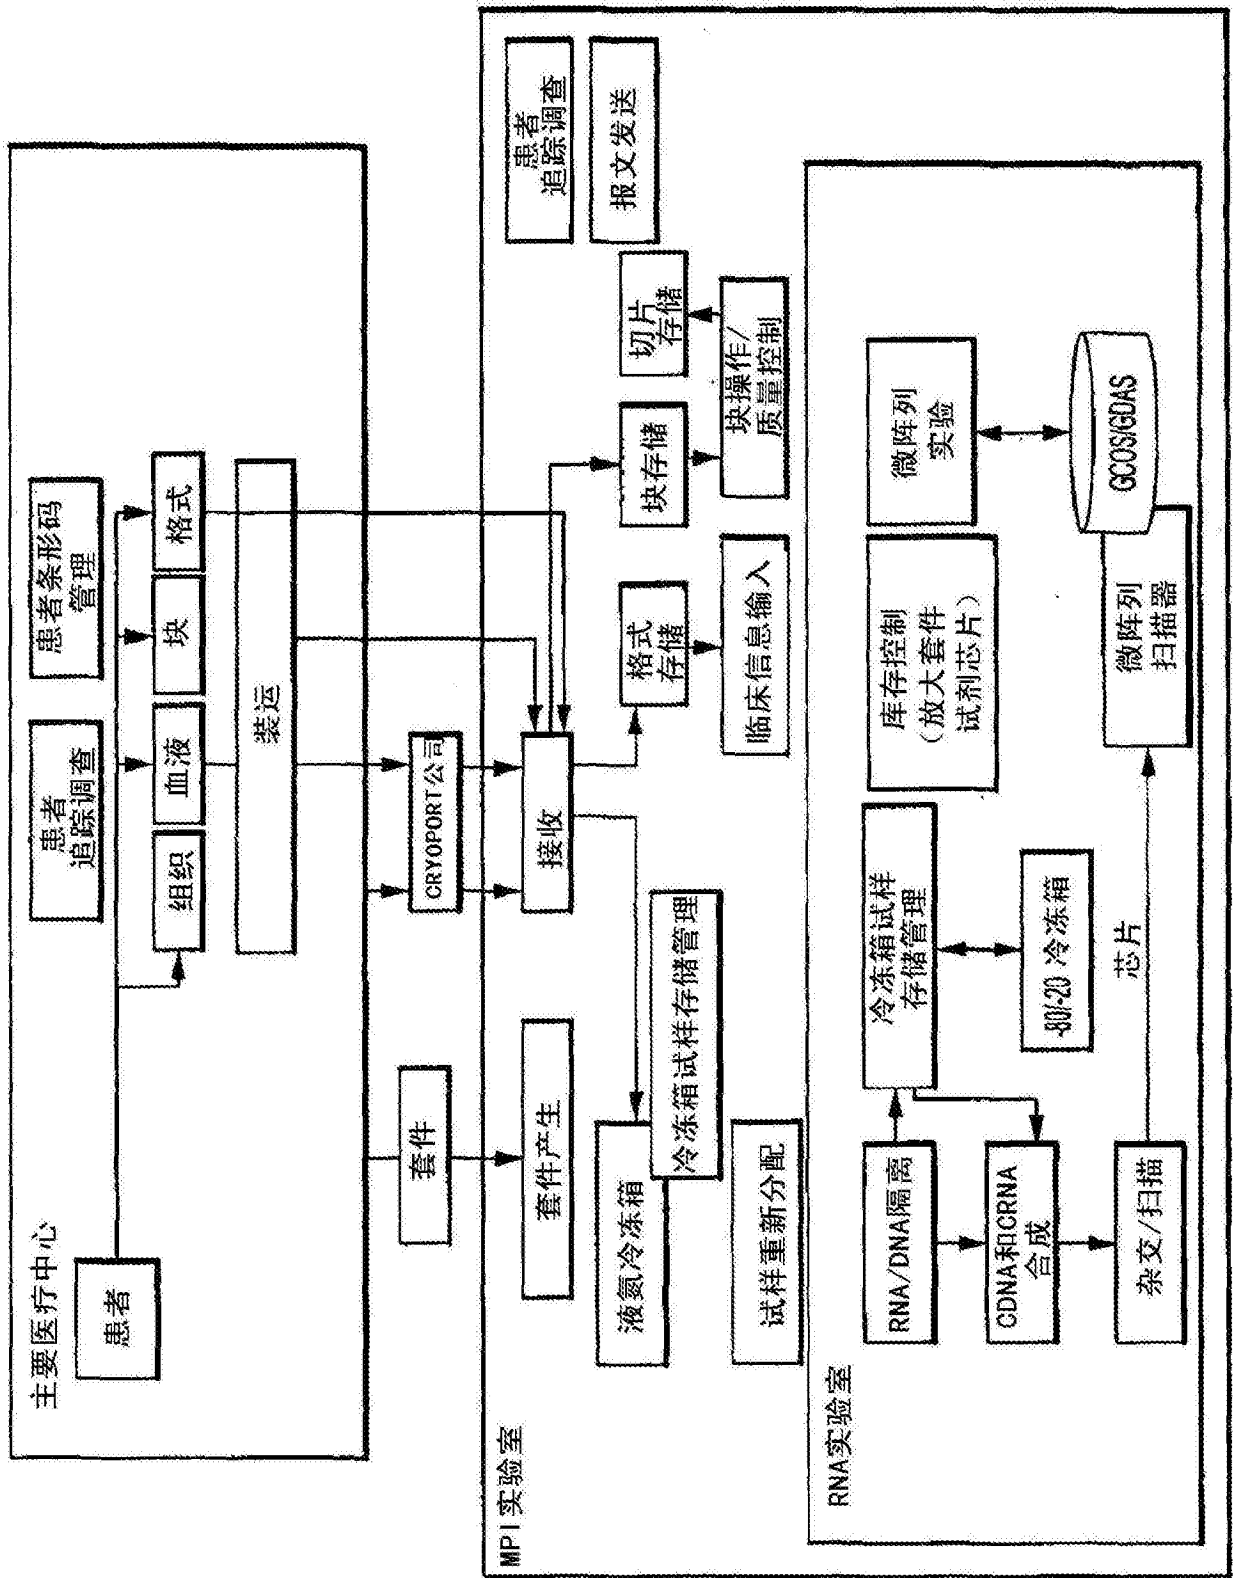 主要医疗中心
患者
患者
追踪调查
患者条形码
管理
组织
血液
块
格式
装运
套件
CRYOPORT公司
MPI实验室
套件产生
接收
患者
追踪调查
报文发送
液氨冷冻箱
冷冻箱试样存储管理
格式
存储
块存储
切片
存储
试样重新分配
临床信息输入
块操作/
质量控制
RNA实验室
RNA/DNA隔离
冷冻箱试样
存储管理
库存控制
(放大套件
试剂芯片)
微阵列
实验
CDNA和CRNA
合成
-80/-20 冷冻箱
GCOS/GDAS
杂交/扫描
芯片
微阵列
扫描器